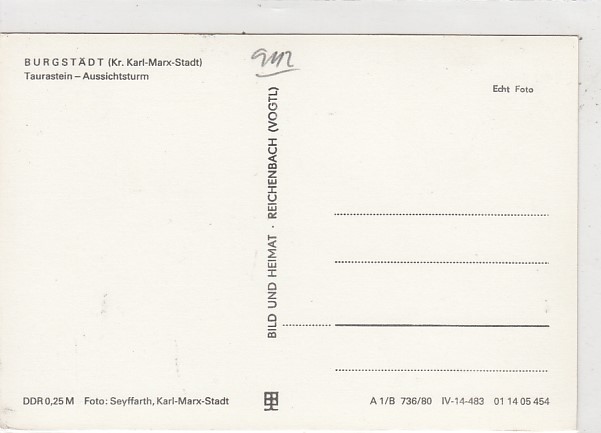 BURGSTÄDT (Kr. Karl-Marx-Stadt)
Taurastein – Aussichtsturm
Echt Foto
BILD UND HEIMAT · REICHENBACH (VOGTL)
DDR 0,25 M Foto: Seyffarth, Karl-Marx-Stadt
A 1/B 736/80 IV-14-483 01 14 05 454